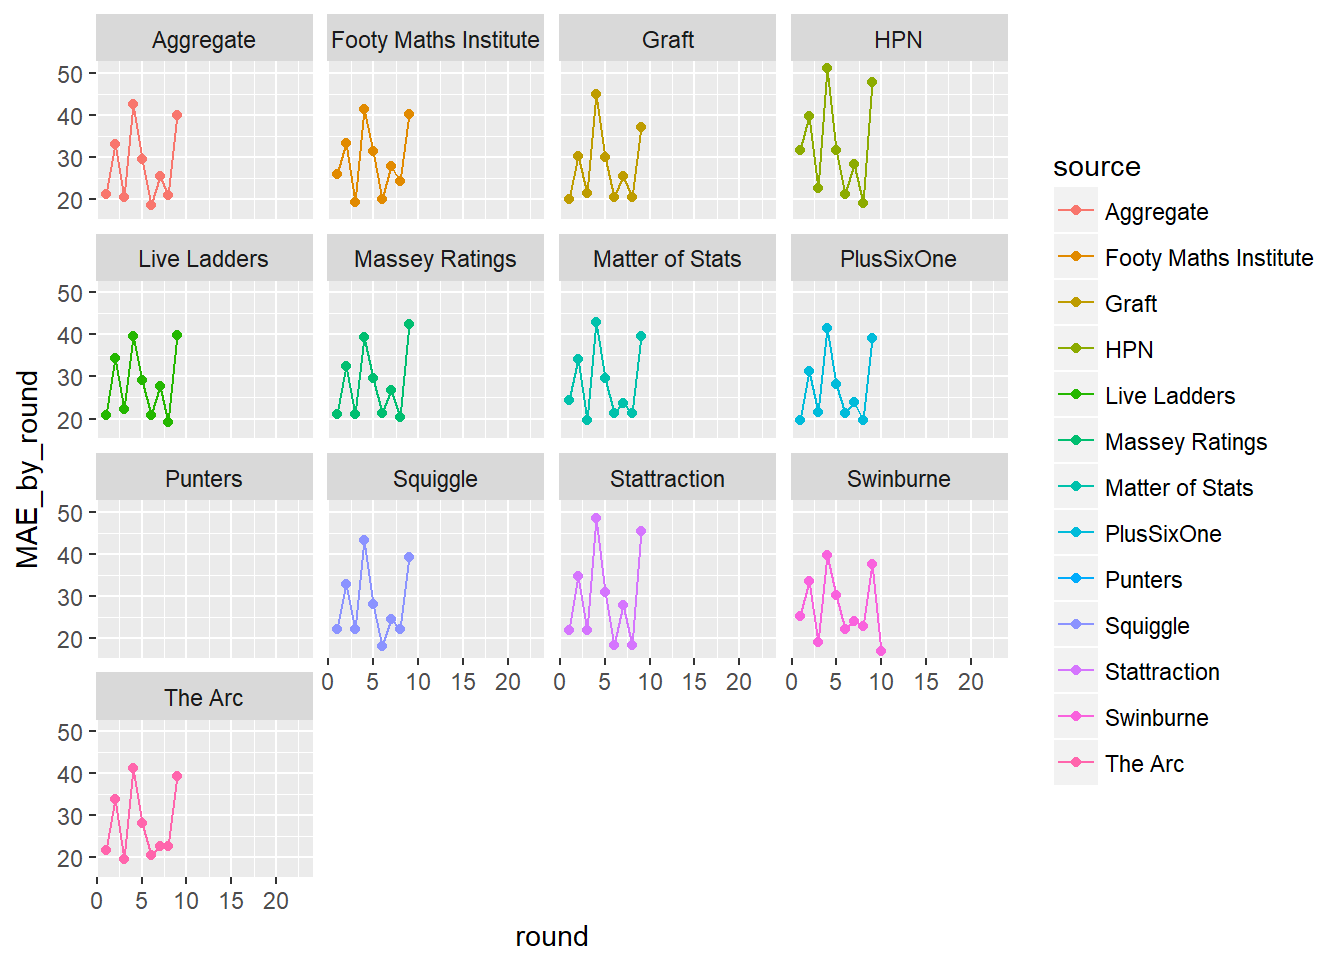 Aggregate
Footy Maths Institute
Graft
HPN
50
40
30
20
Live Ladders
Massey Ratings
Matter of Stats
PlusSixOne
50
40
30
20
Punters
Squiggle
Stattraction
Swinburne
50
40
30
20
0 5 10 15 20
0 5 10 15 20
0 5 10 15 20
The Arc
50
40
30
20
0 5 10 15 20
round
MAE_by_round
source
Aggregate
Footy Maths Institute
Graft
HPN
Live Ladders
Massey Ratings
Matter of Stats
PlusSixOne
Punters
Squiggle
Stattraction
Swinburne
The Arc